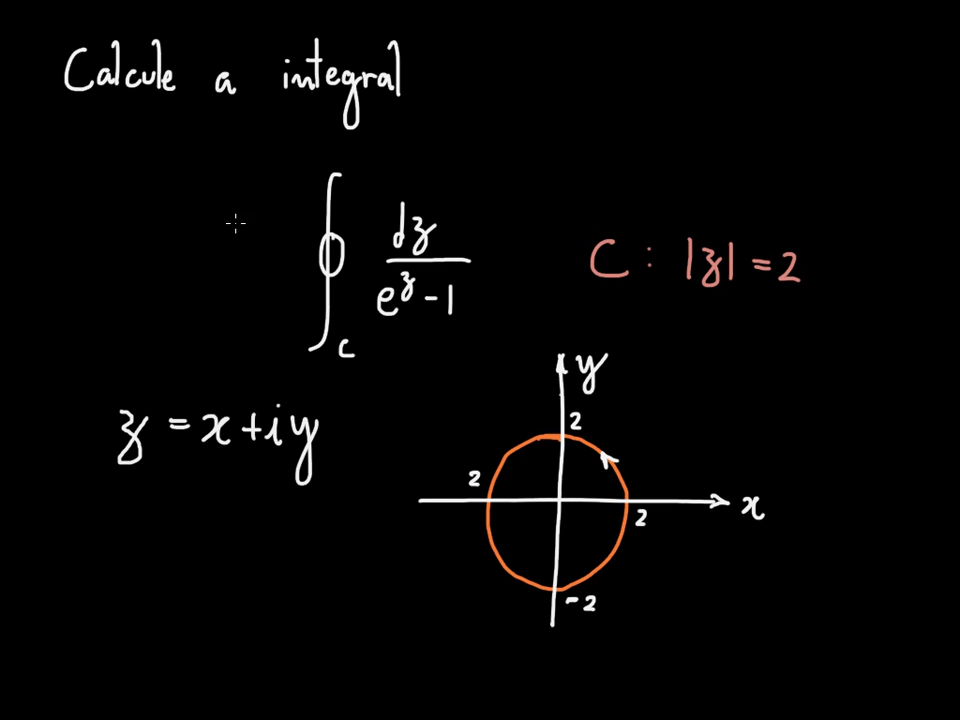 Calcule a integral
∮_C dz/(e^z - 1)
C: |z| = 2
z = x + iy
y
2
2
x
2
-2